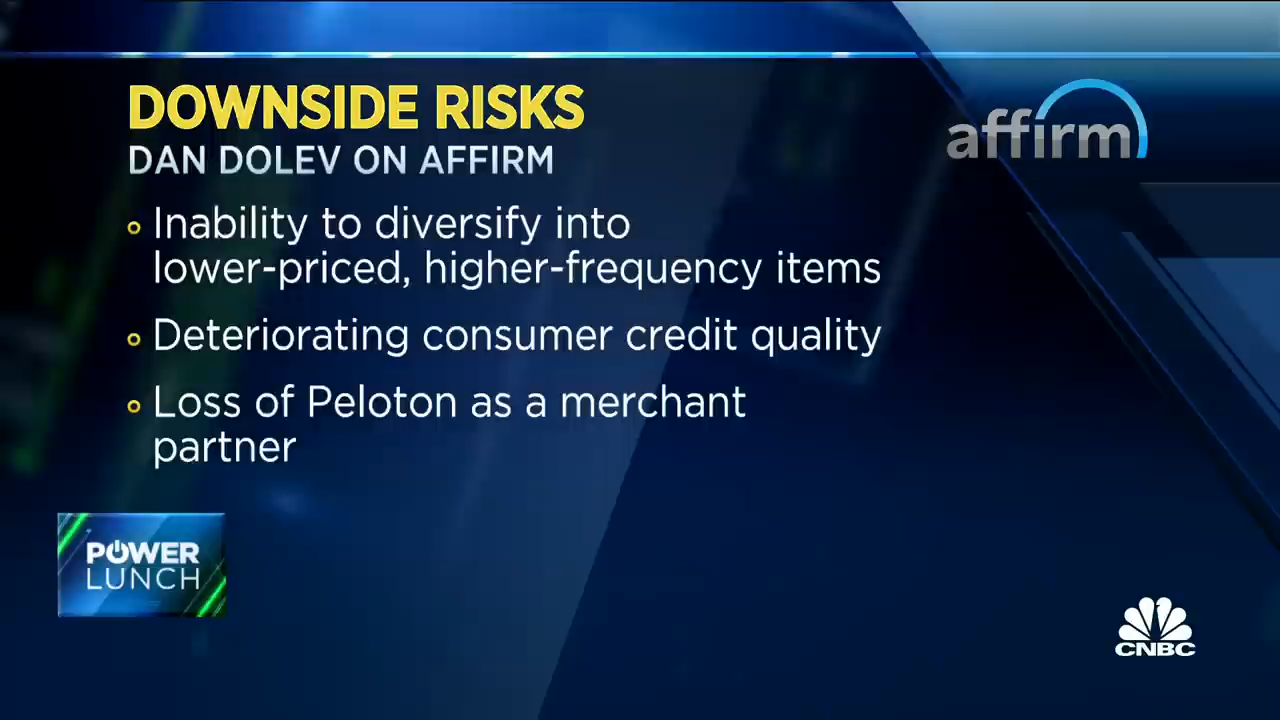 DOWNSIDE RISKS
DAN DOLEV ON AFFIRM
affirm
Inability to diversify into
lower-priced, higher-frequency items
Deteriorating consumer credit quality
Loss of Peloton as a merchant
partner
POWER
LUNCH
CNBC